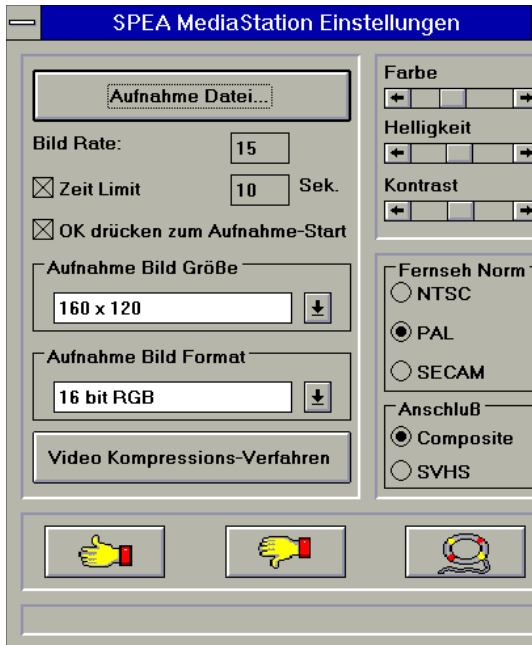 SPEA MediaStation Einstellungen
Aufnahme Datei...
Bild Rate: 15
Zeit Limit 10 Sek.
OK drücken zum Aufnahme-Start
Aufnahme Bild Größe
160 x 120
Aufnahme Bild Format
16 bit RGB
Video Kompressions-Verfahren
Farbe
Helligkeit
Kontrast
Fernseh Norm
NTSC
PAL
SECAM
Anschluß
Composite
SVHS